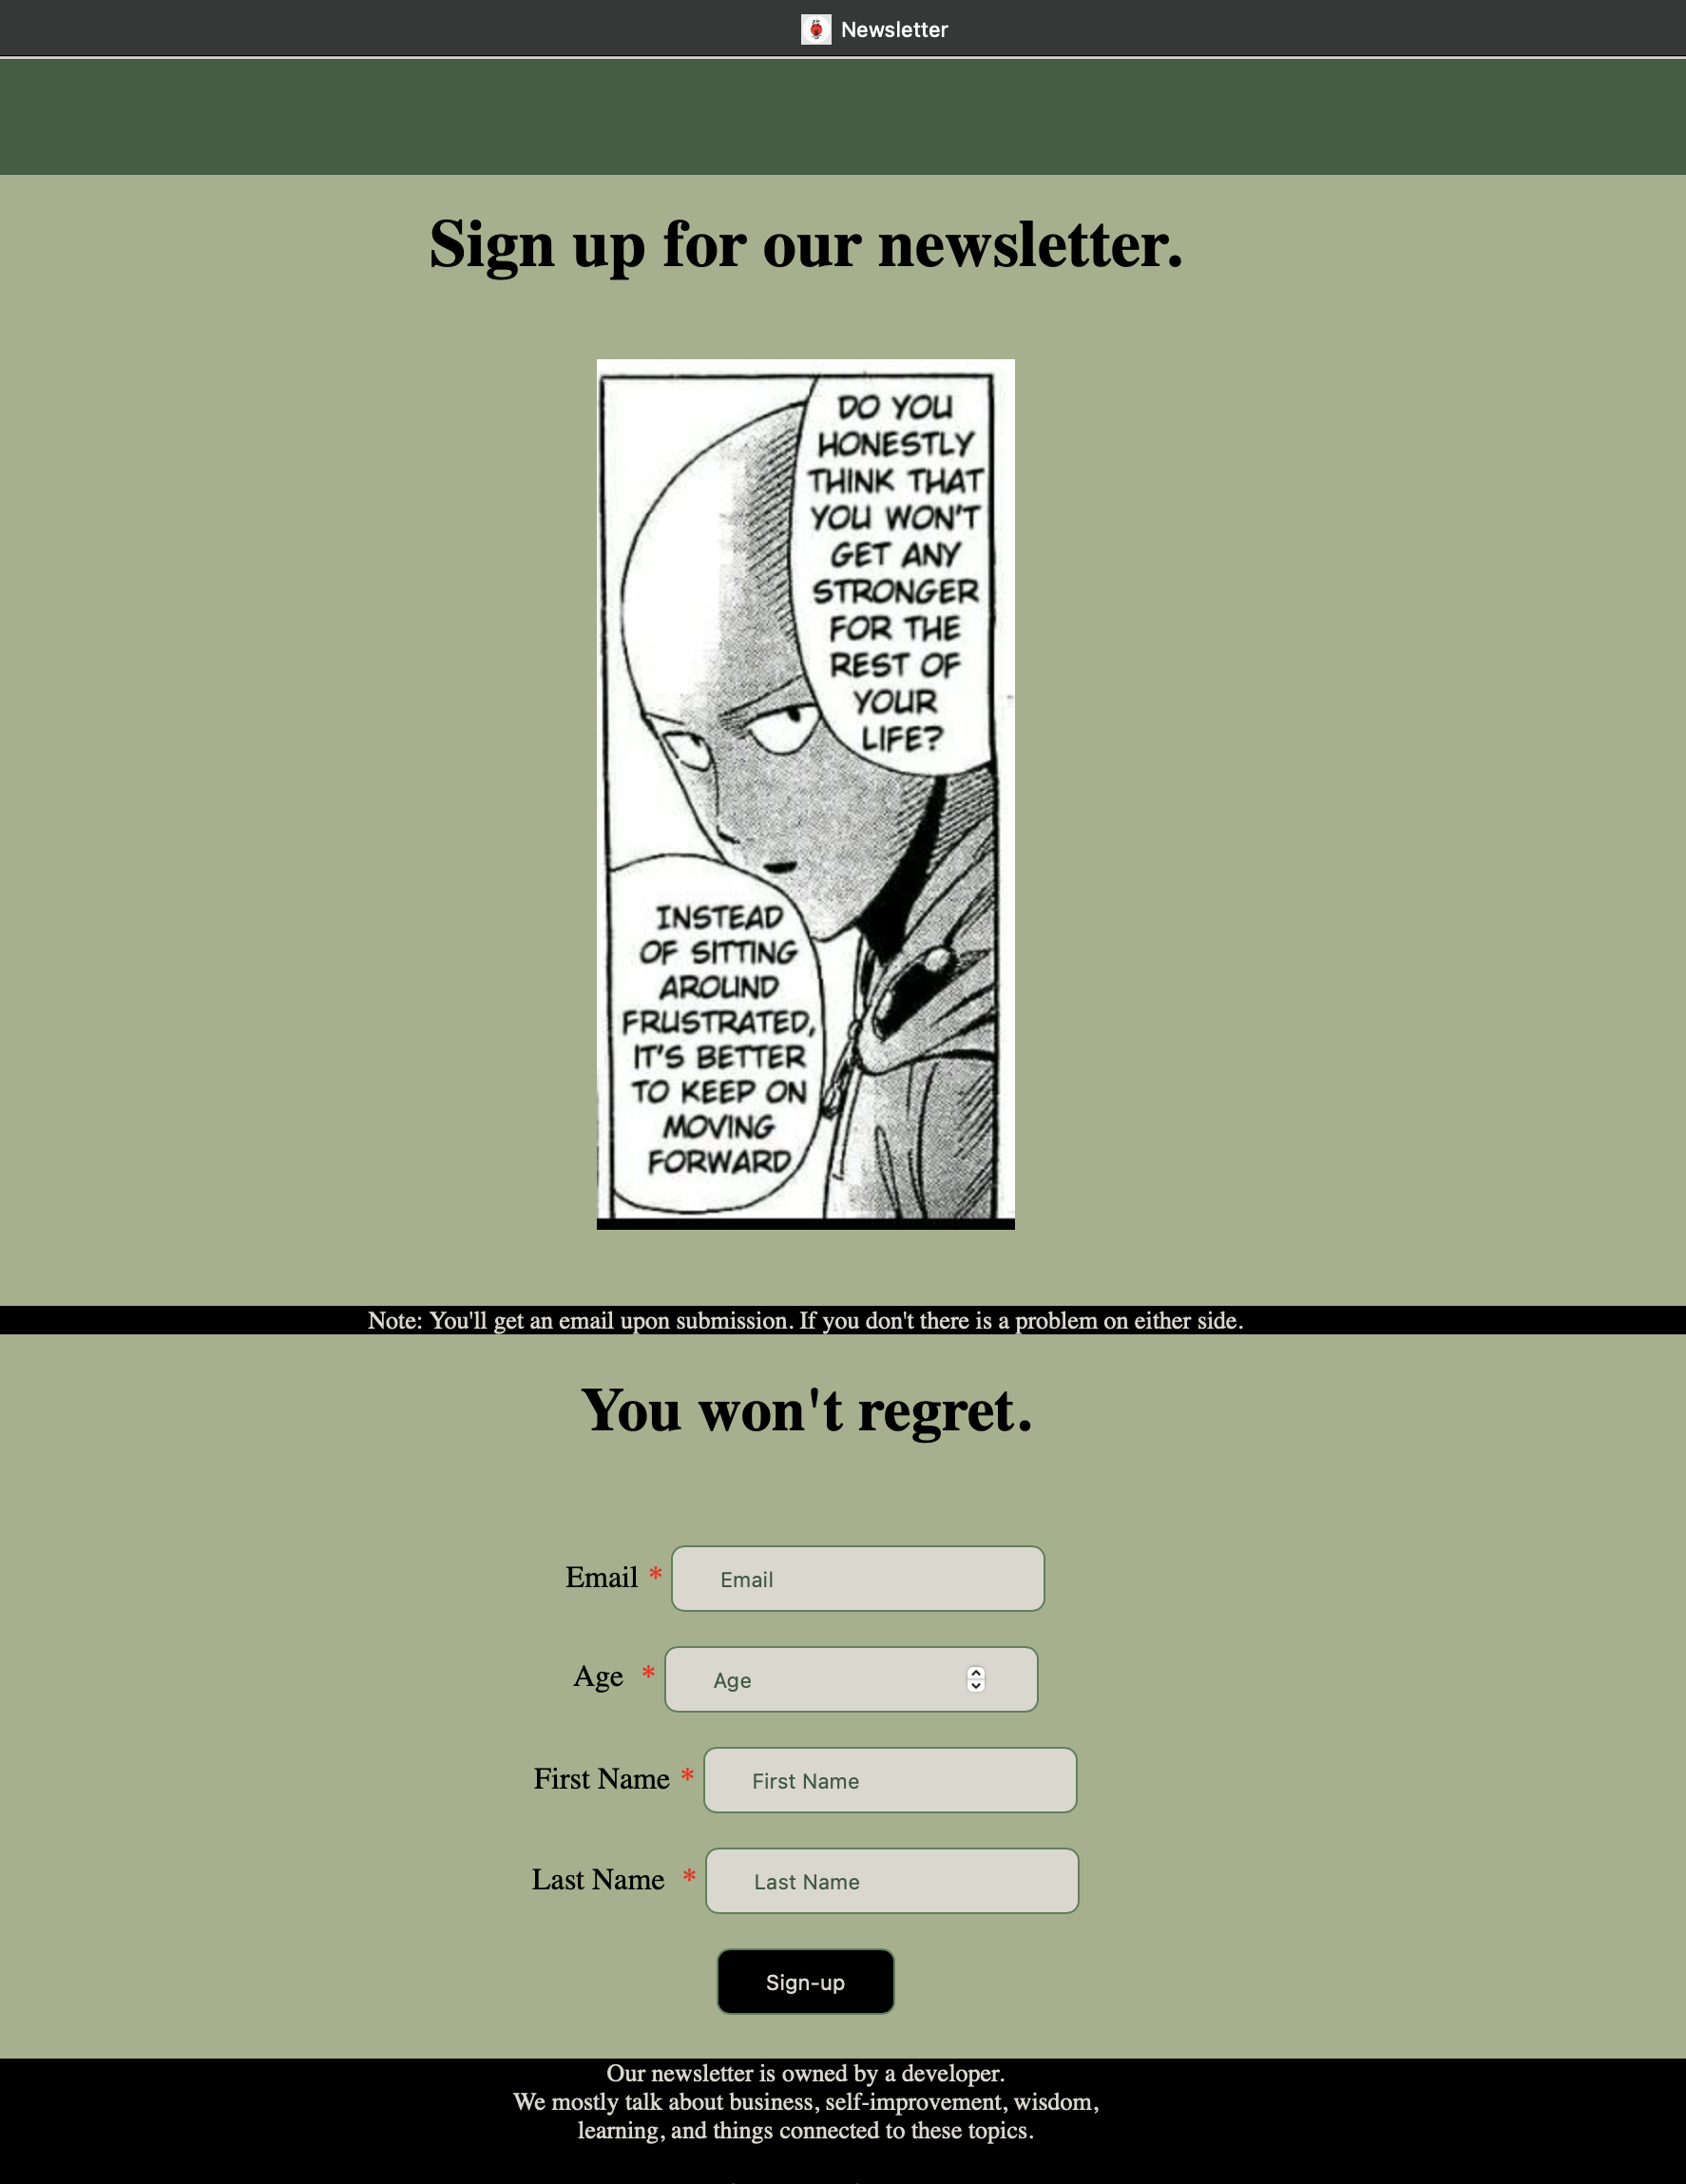 Newsletter
Sign up for our newsletter.
DO YOU
HONESTLY
THINK THAT
YOU WON'T
GET ANY
STRONGER
FOR THE
REST OF
YOUR
LIFE?
INSTEAD
OF SITTING
AROUND
FRUSTRATED,
IT'S BETTER
TO KEEP ON
MOVING
FORWARD
Note: You'll get an email upon submission. If you don't there is a problem on either side.
You won't regret.
Email * Email
Age * Age
First Name * First Name
Last Name * Last Name
Sign-up
Our newsletter is owned by a developer.
We mostly talk about business, self-improvement, wisdom,
learning, and things connected to these topics.